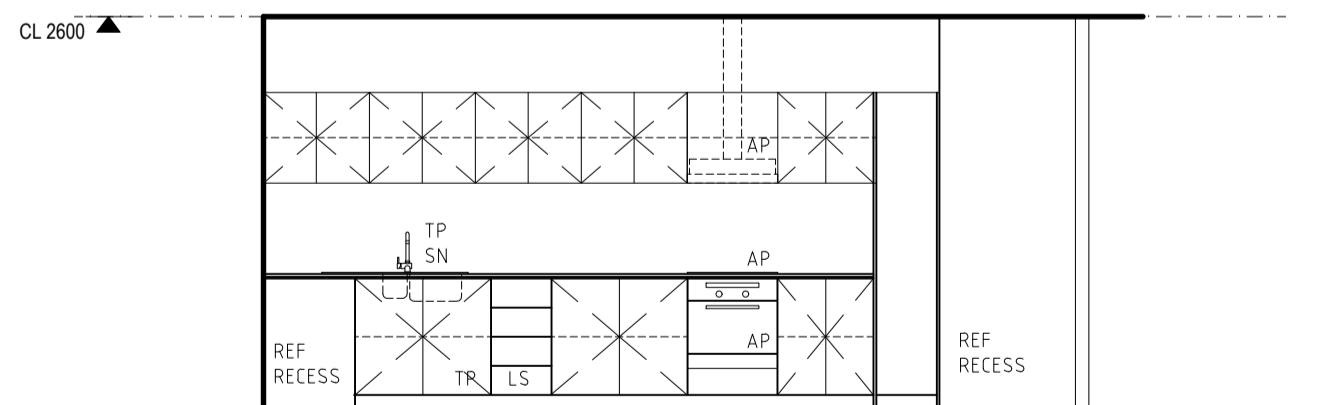 CL 2600
AP
TP
SN
AP
AP
REF
RECESS
TP
LS
REF
RECESS